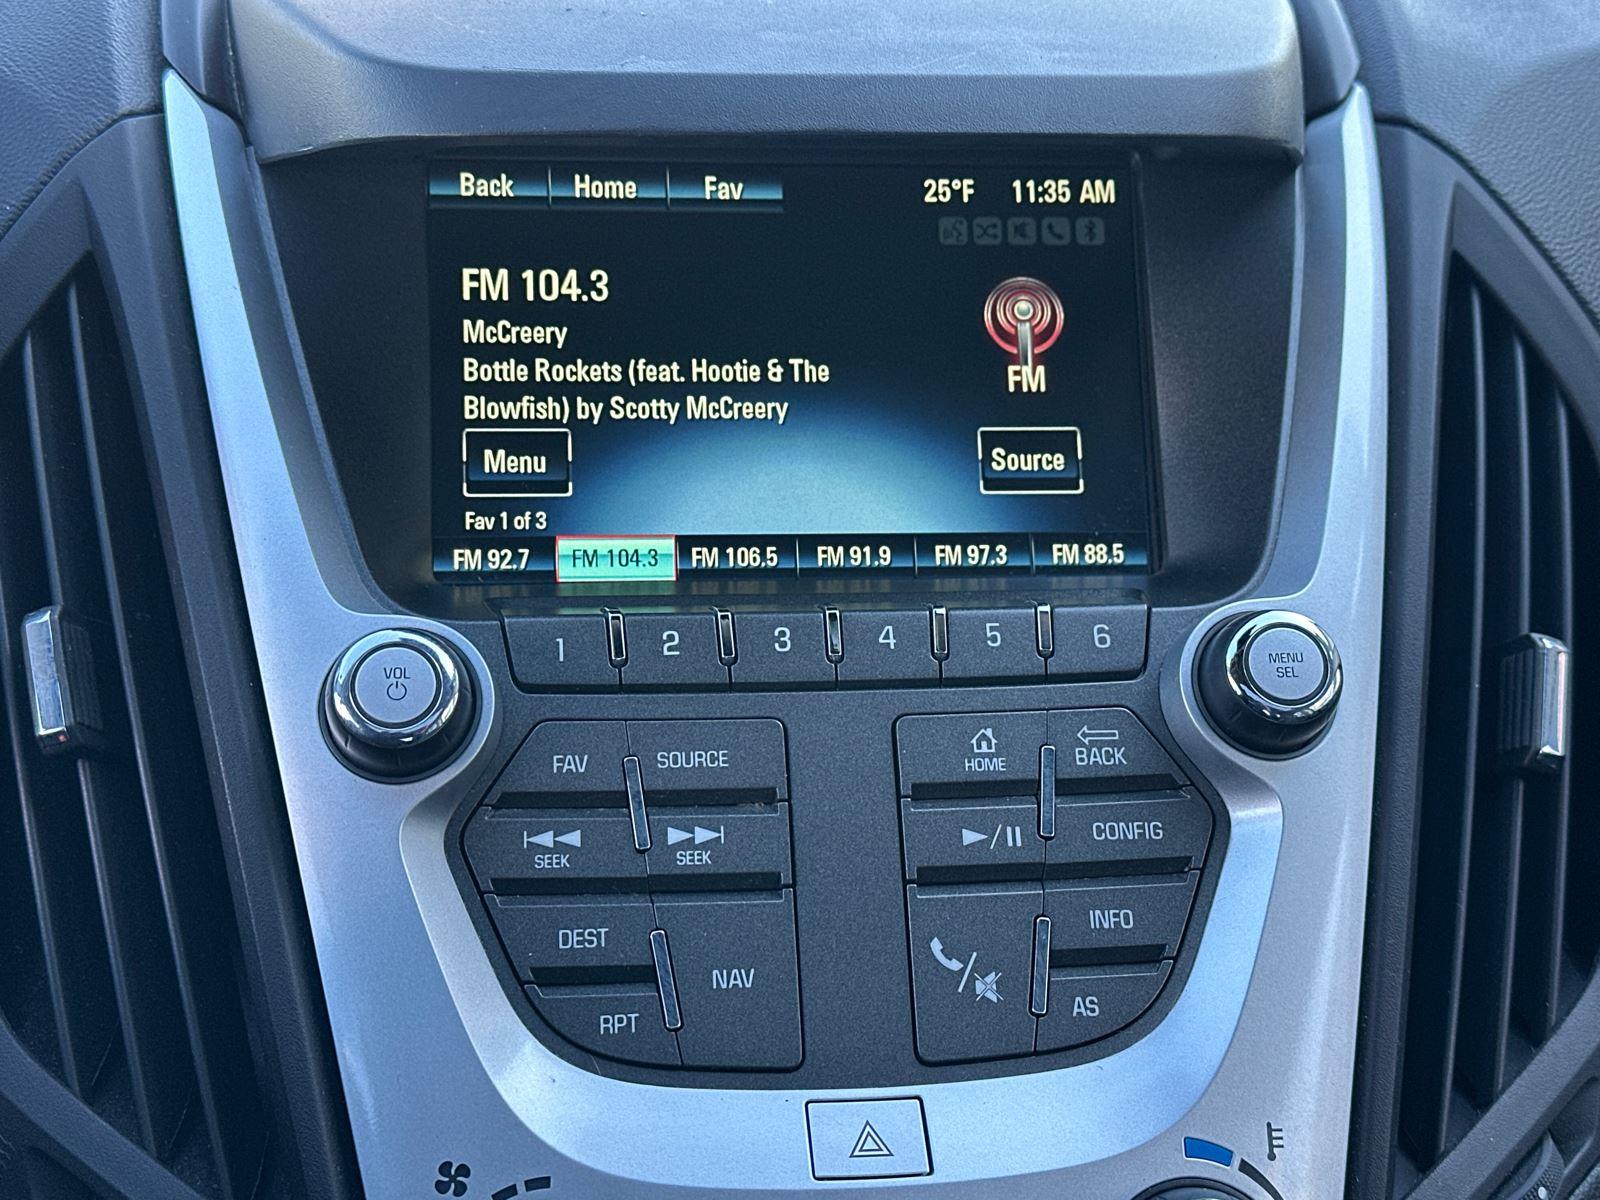 Back Home Fav 25°F 11:35 AM
FM 104.3
McCreery
Bottle Rockets (feat. Hootie & The
Blowfish) by Scotty McCreery
FM
Menu
Source
Fav 1 of 3
FM 92.7 FM 104.3 FM 106.5 FM 91.9 FM 97.3 FM 88.5
1 2 3 4 5 6
VOL
MENU
SEL
FAV SOURCE
SEEK SEEK
DEST
NAV
RPT
HOME BACK
CONFIG
INFO
AS